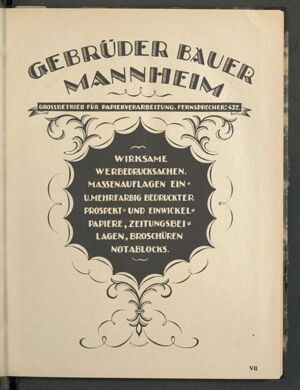 GEBRÜDER BAUER
MANNHEIM
GROSSBETRIEB FÜR PAPIERVERARBEITUNG, FERNSPRECHER: 437.
WIRKSAME
WERBEDRUCKSACHEN.
MASSENAUFLAGEN EIN=
U. MEHRFARBIG BEDRUCKTER
PROSPEKT= UND EINWICKEL=
PAPIERE, ZEITUNGSBEI=
LAGEN, BROSCHÜREN
NOTABLOCKS.
VII